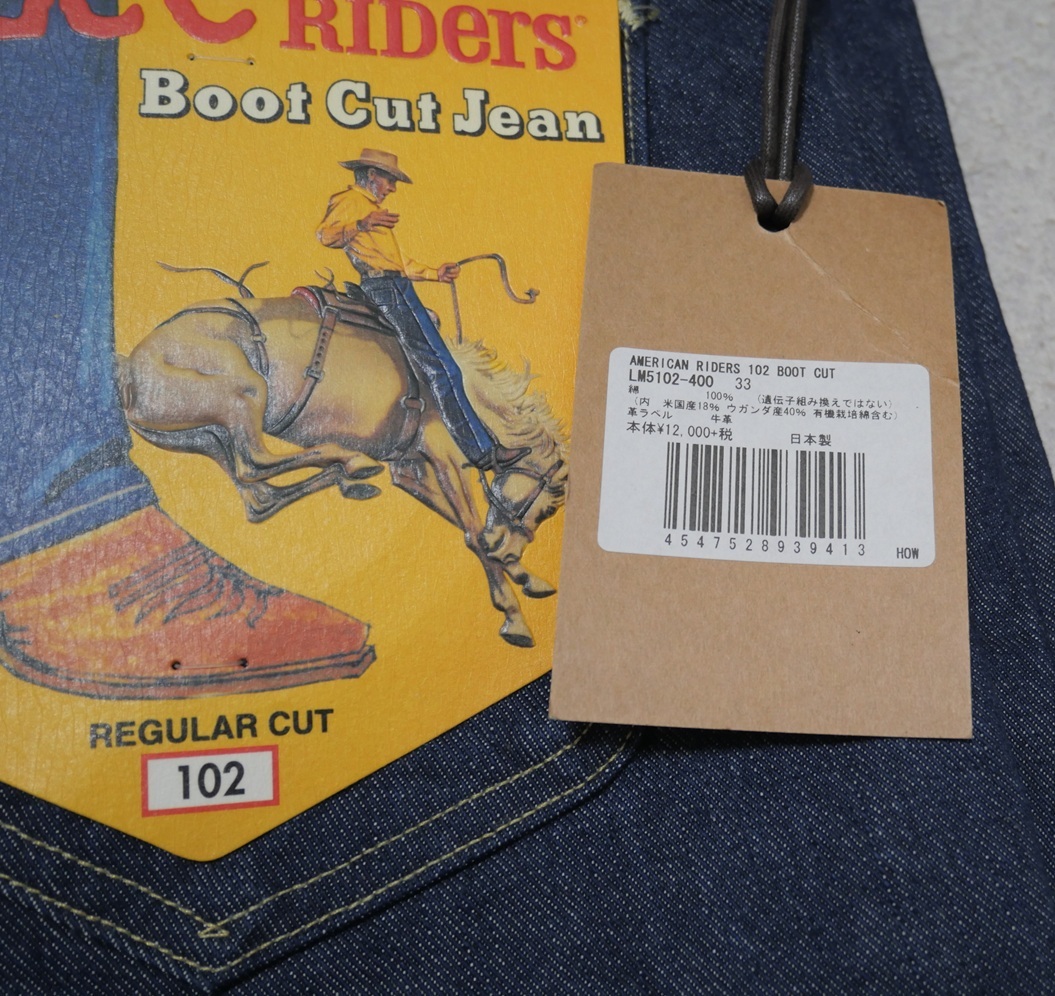 RIDERS
Boot Cut Jean
REGULAR CUT
102
AMERICAN RIDERS 102 BOOT CUT
LM5102-400 33
綿 100% (遺伝子組み換えではない)
(内 米国産18% ウガンダ産40% 有機栽培綿含む)
革ラベル 牛革
本体¥12,000+税 日本製
4547528939413
HOW